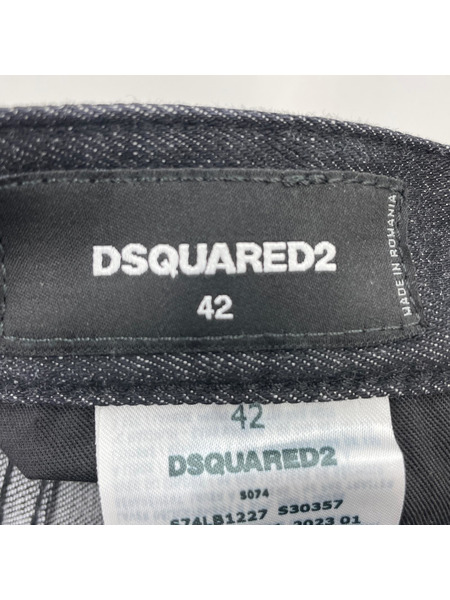 DSQUARED2
42
MADE IN ROMANIA
42
DSQUARED2
S074
S74LB1227 S30357
2023 01